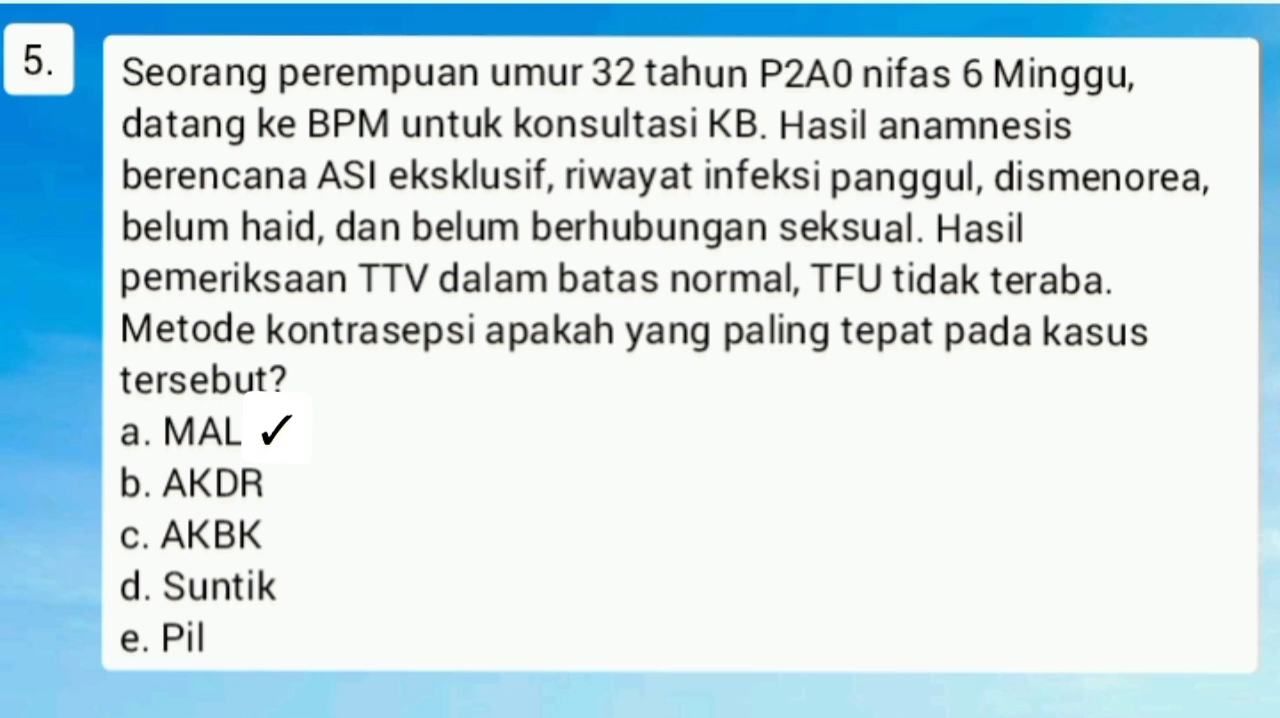 5.
Seorang perempuan umur 32 tahun P2A0 nifas 6 Minggu,
datang ke BPM untuk konsultasi KB. Hasil anamnesis
berencana ASI eksklusif, riwayat infeksi panggul, dismenorea,
belum haid, dan belum berhubungan seksual. Hasil
pemeriksaan TTV dalam batas normal, TFU tidak teraba.
Metode kontrasepsi apakah yang paling tepat pada kasus
tersebut?
a. MAL ✓
b. AKDR
c. AKBK
d. Suntik
e. Pil